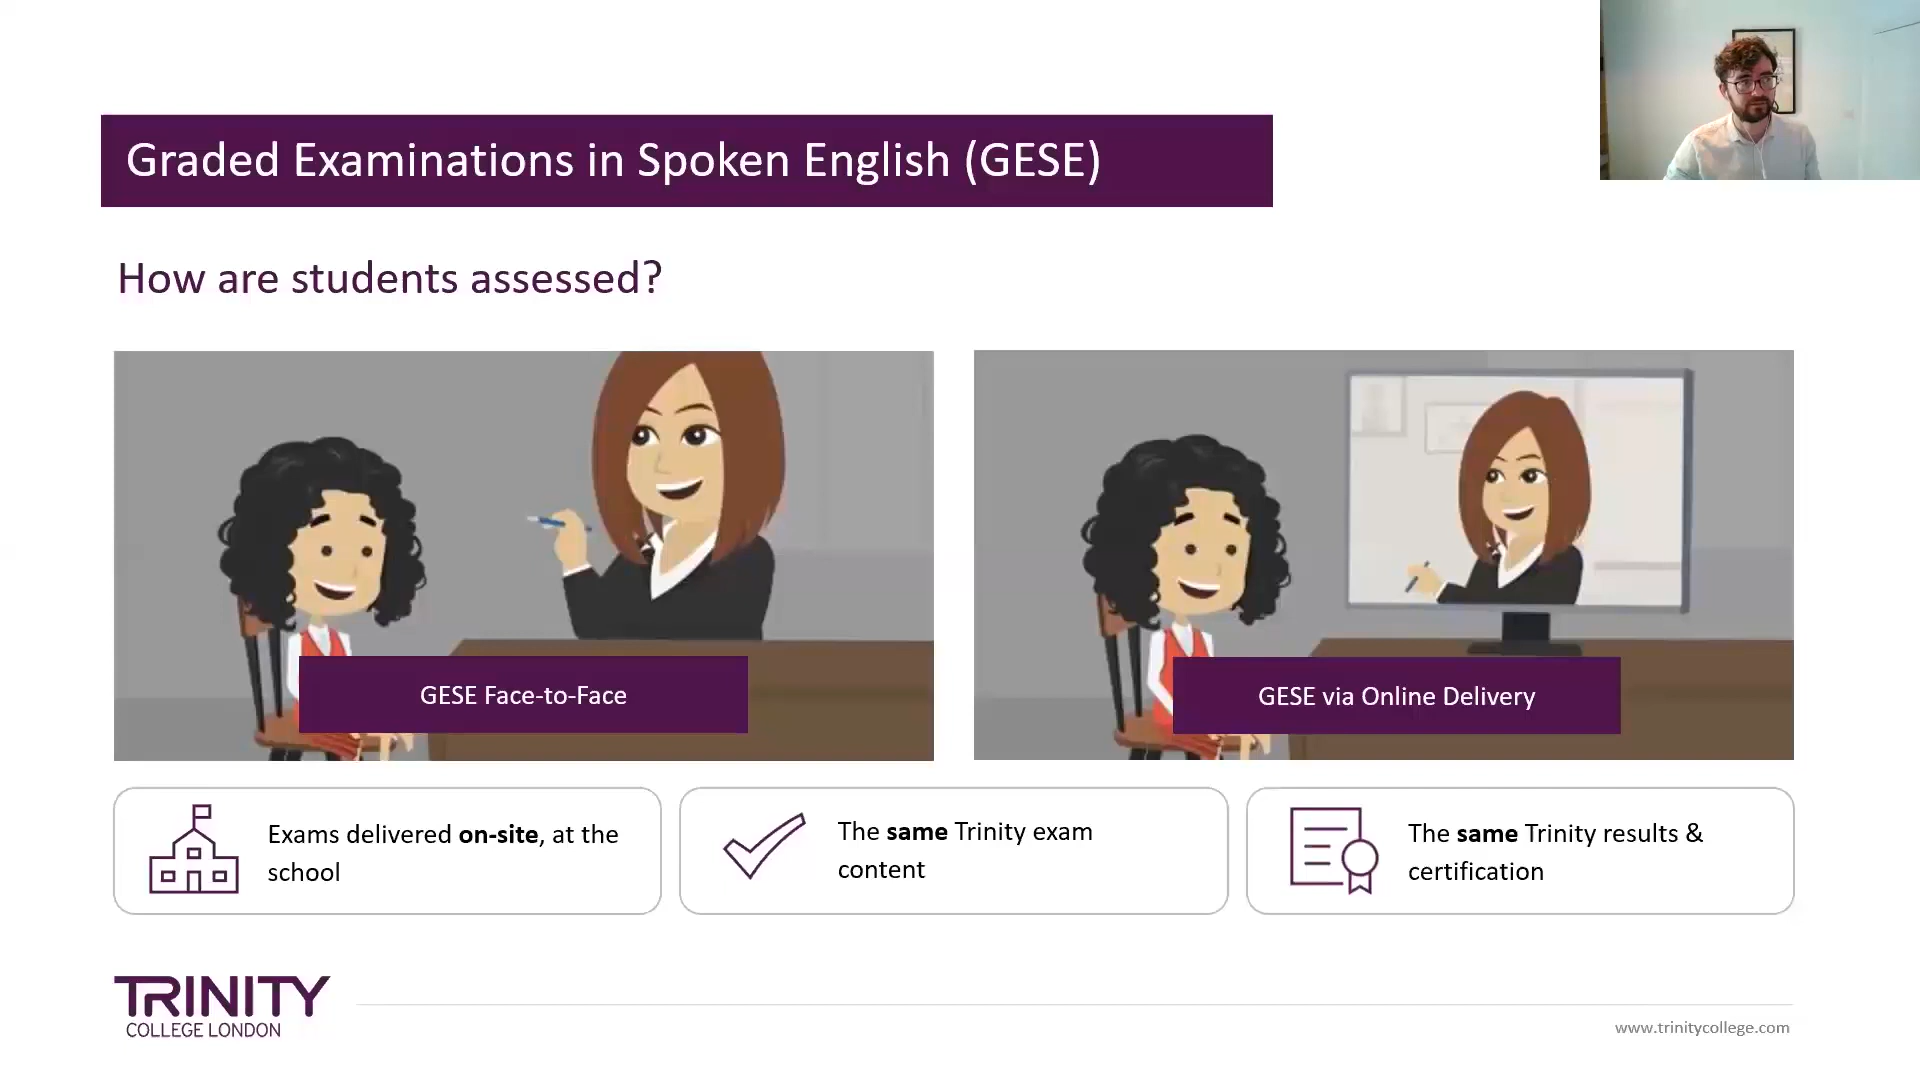 Graded Examinations in Spoken English (GESE)
How are students assessed?
GESE Face-to-Face
GESE via Online Delivery
Exams delivered on-site, at the
school
The same Trinity exam
content
The same Trinity results &
certification
TRINITY
COLLEGE LONDON
www.trinitycollege.com